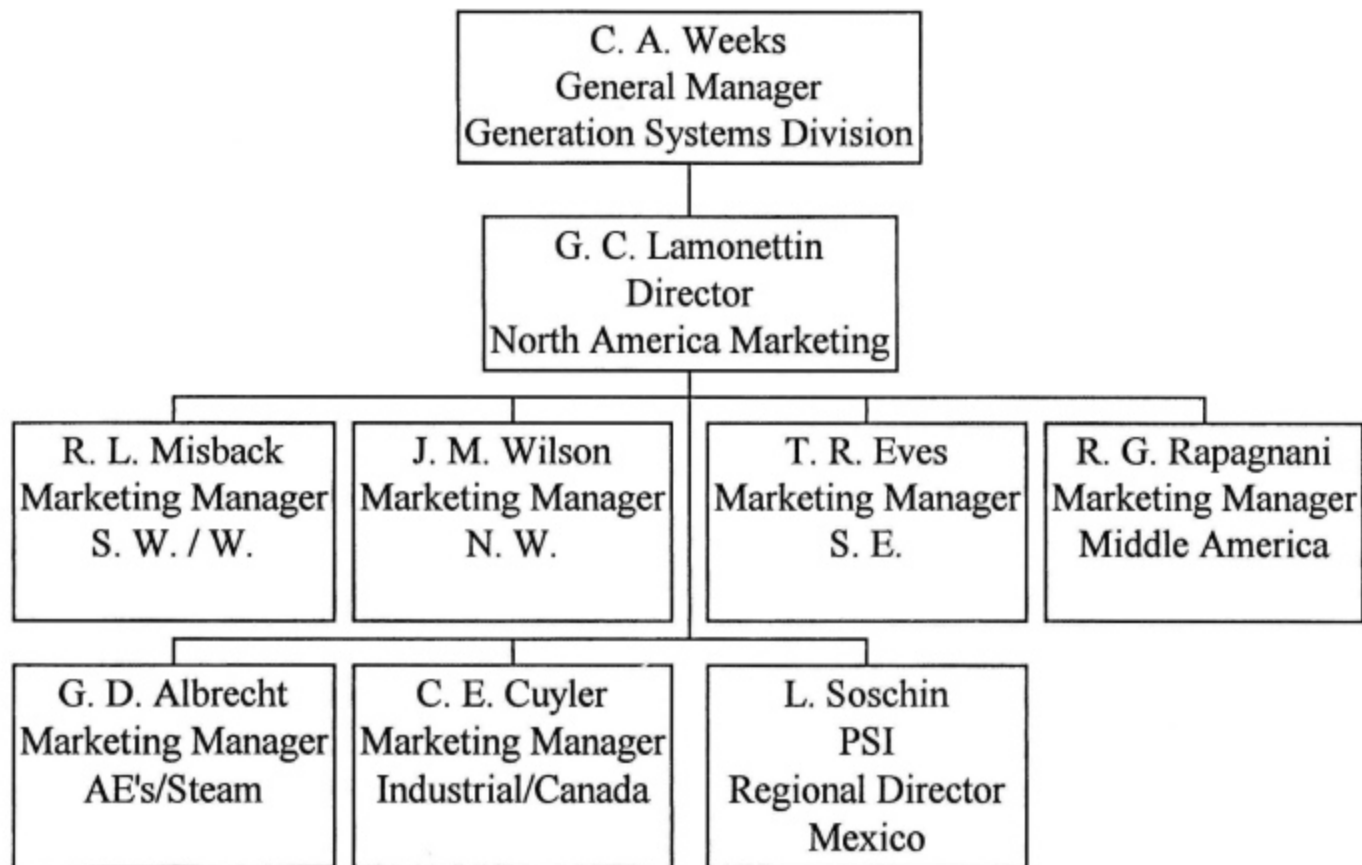 C. A. Weeks
General Manager
Generation Systems Division
G. C. Lamonettin
Director
North America Marketing
R. L. Misback
Marketing Manager
S. W. / W.
J. M. Wilson
Marketing Manager
N. W.
T. R. Eves
Marketing Manager
S. E.
R. G. Rapagnani
Marketing Manager
Middle America
G. D. Albrecht
Marketing Manager
AE's/Steam
C. E. Cuyler
Marketing Manager
Industrial/Canada
L. Soschin
PSI
Regional Director
Mexico